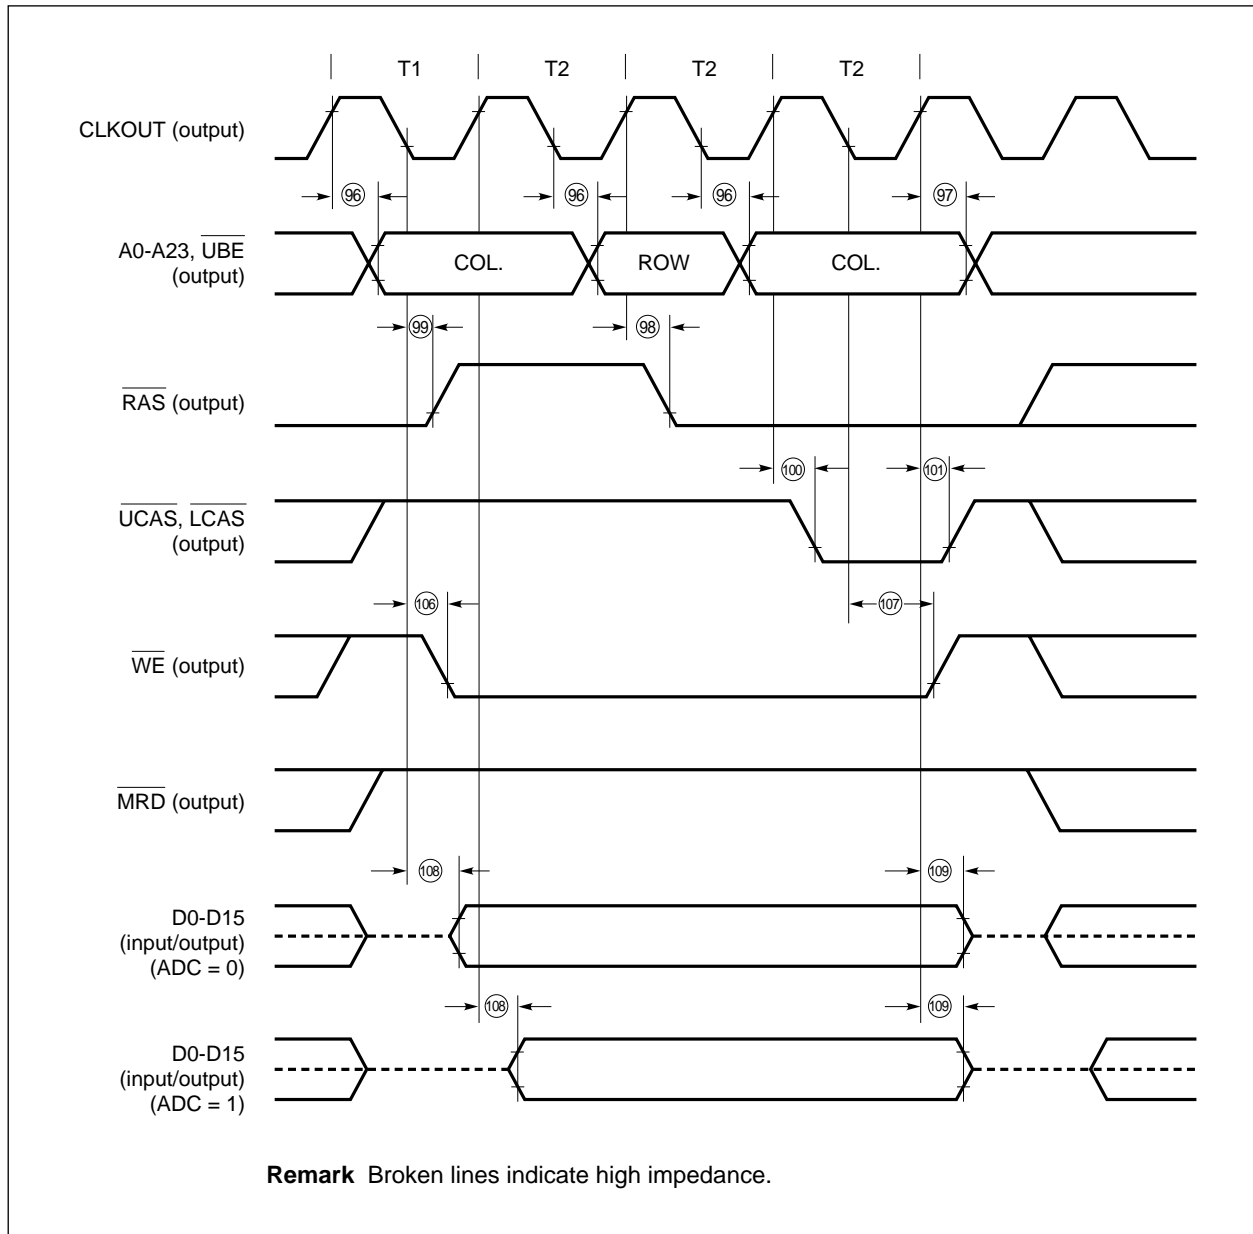 T1 T2 T2 T2
CLKOUT (output)
96 96 96 97
A0-A23, UBE
(output)
COL. ROW COL.
99 98
RAS (output)
100 101
UCAS, LCAS
(output)
106 107
WE (output)
MRD (output)
108 109
D0-D15
(input/output)
(ADC = 0)
108 109
D0-D15
(input/output)
(ADC = 1)
Remark Broken lines indicate high impedance.